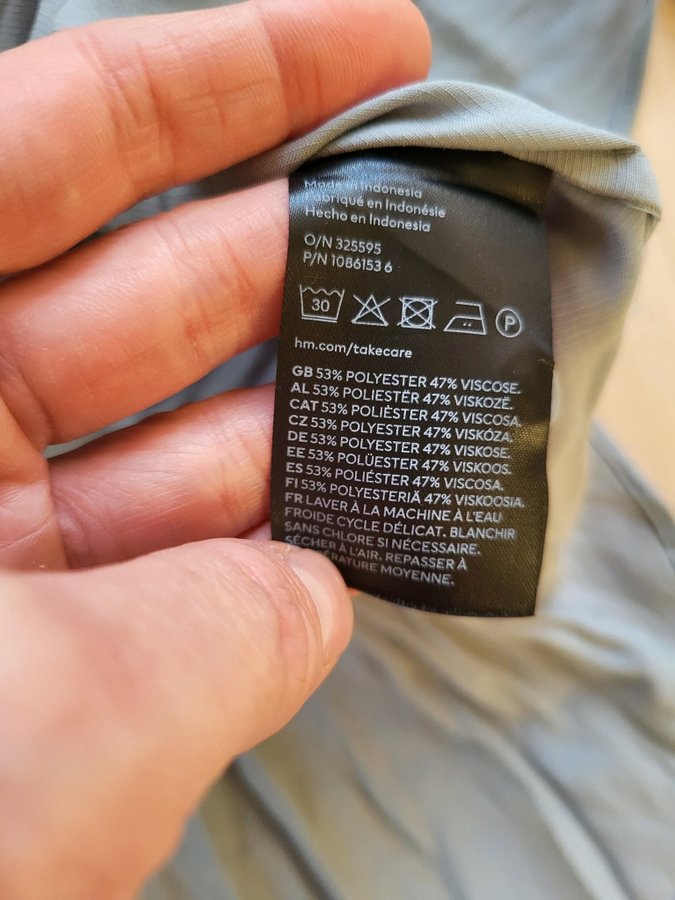 Made in Indonesia
Fabriqué en Indonésie
Hecho en Indonesia
O/N 325595
P/N 1086153 6
30 P
hm.com/takecare
GB 53% POLYESTER 47% VISCOSE.
AL 53% POLIESTËR 47% VISKOZË.
CAT 53% POLIÈSTER 47% VISCOSA.
CZ 53% POLYESTER 47% VISKÓZA.
DE 53% POLYESTER 47% VISKOSE.
EE 53% POLÜESTER 47% VISKOOS.
ES 53% POLIÉSTER 47% VISCOSA.
FI 53% POLYESTERIÄ 47% VISKOOSIA.
FR LAVER À LA MACHINE À L'EAU
FROIDE CYCLE DÉLICAT. BLANCHIR
SANS CHLORE SI NÉCESSAIRE.
SÉCHER À L'AIR. REPASSER À
MOYENNE.